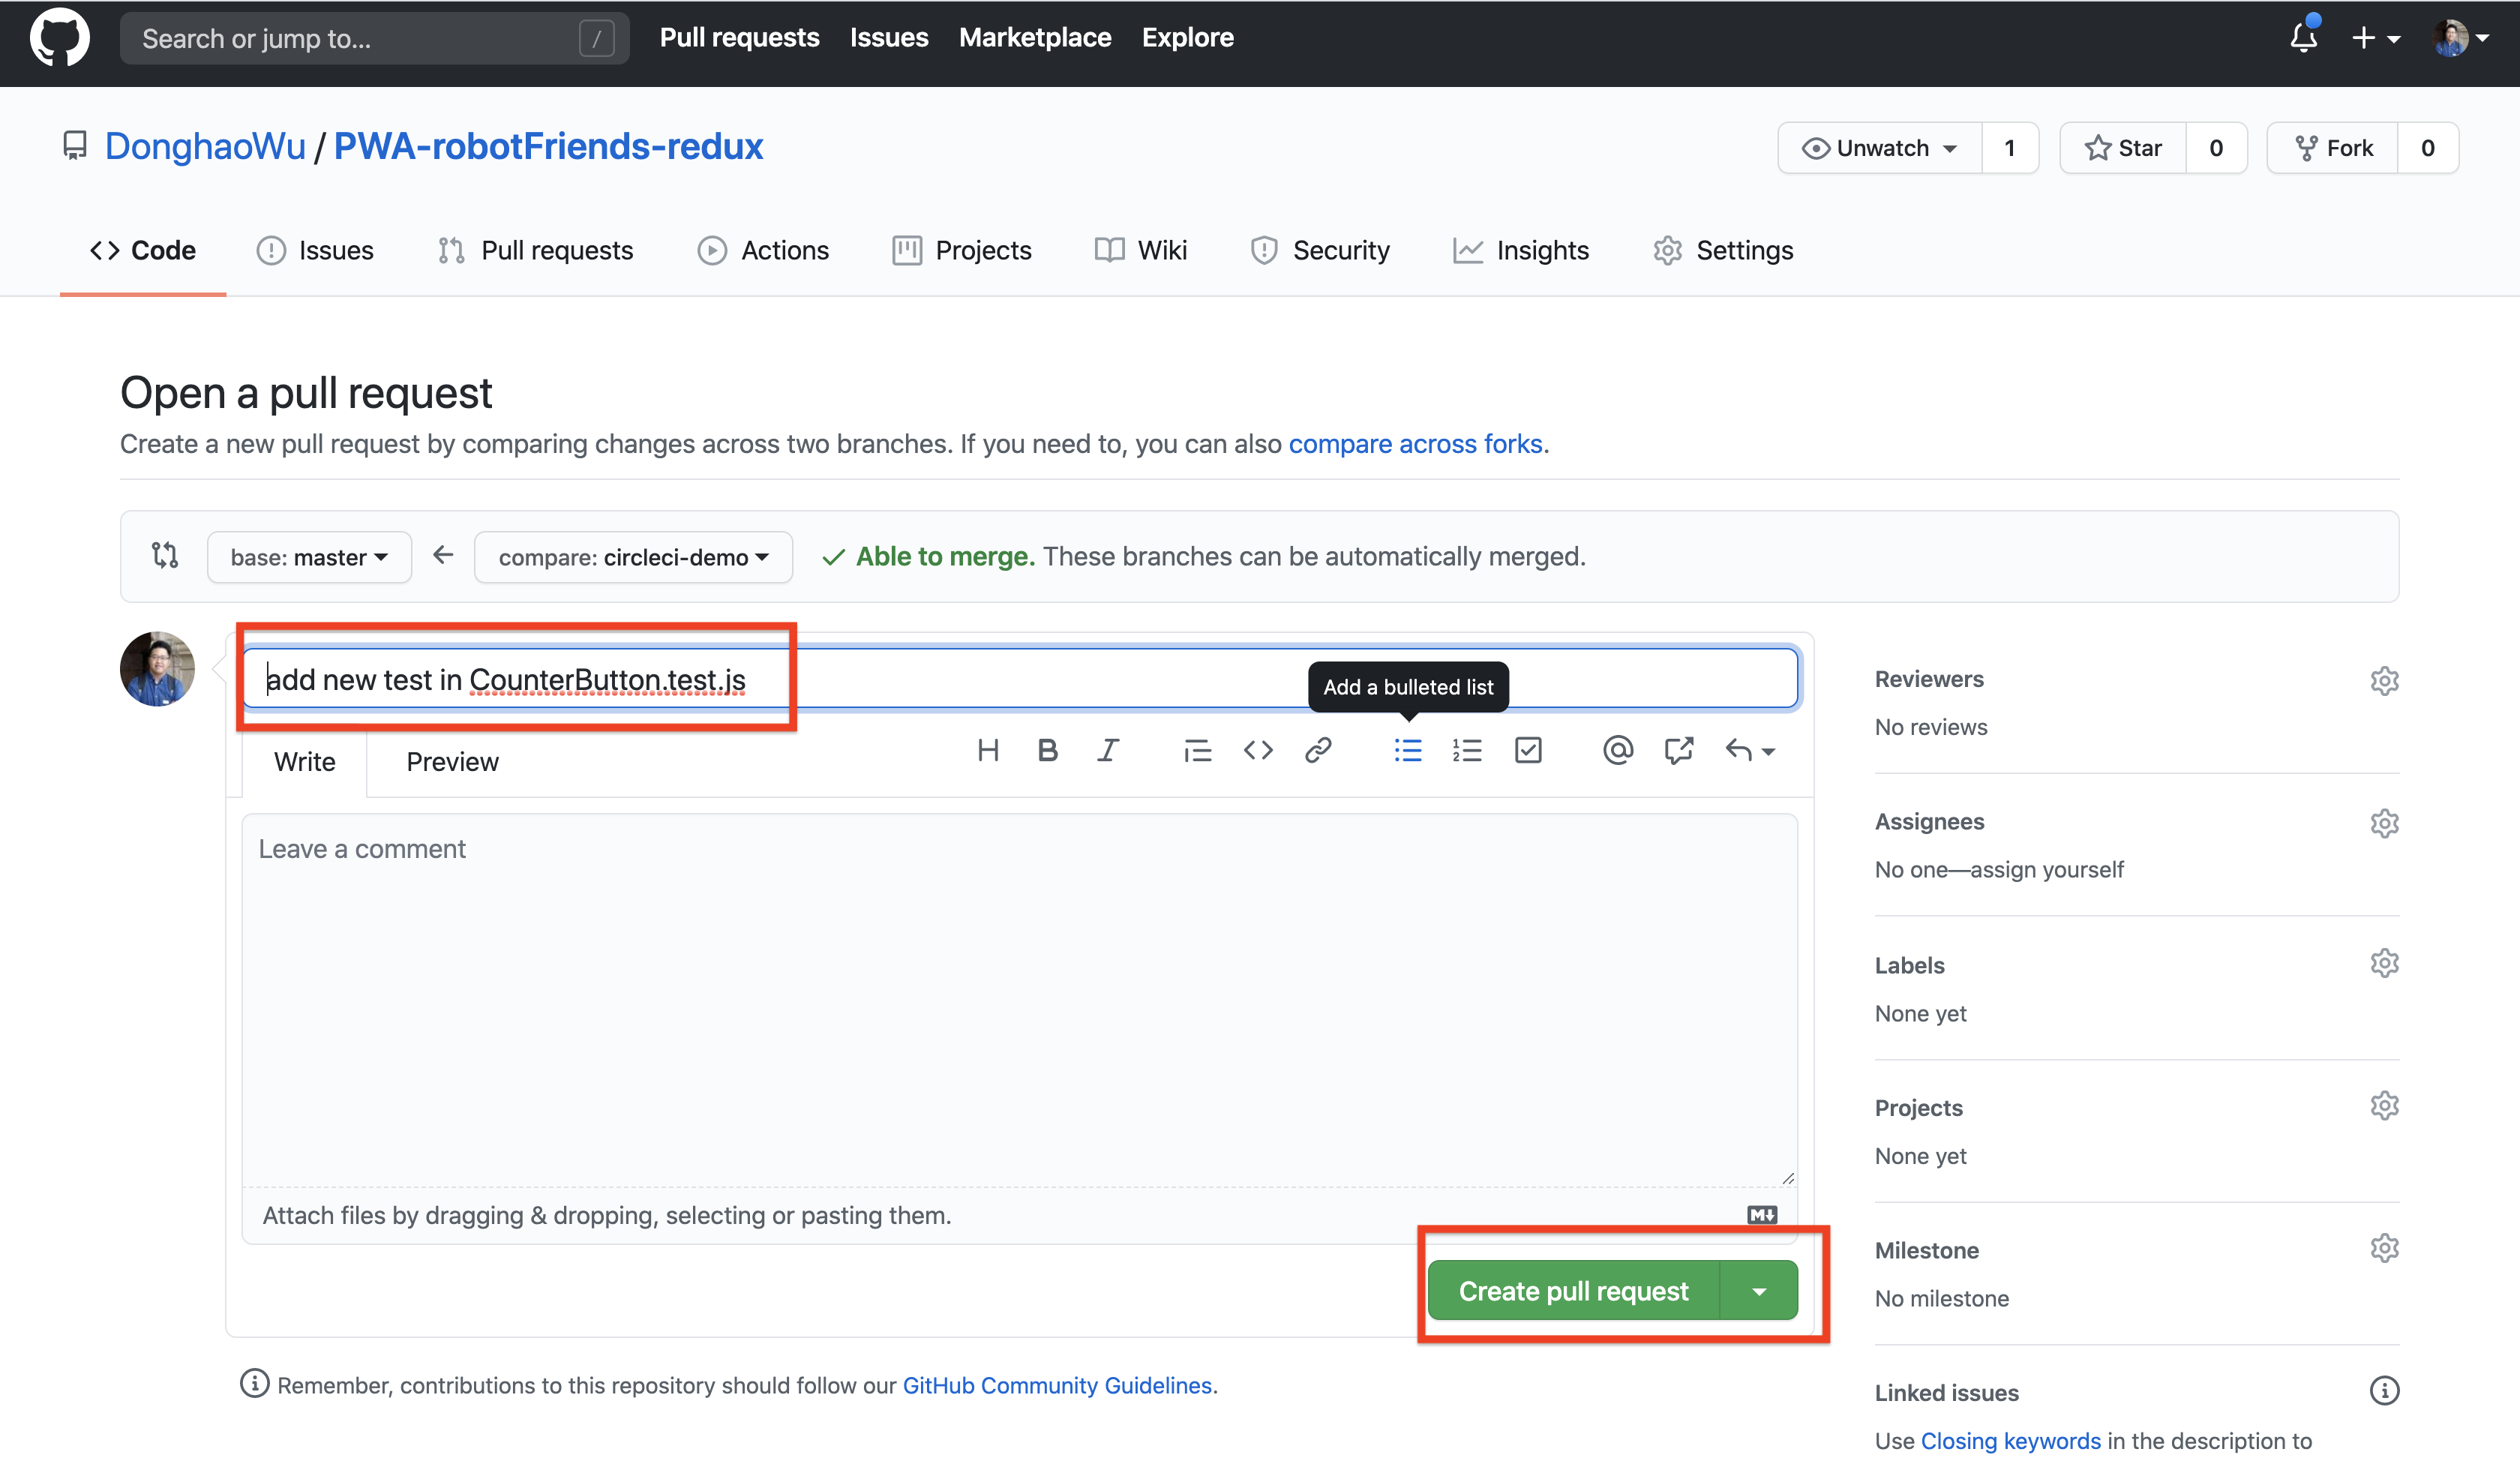 Search or jump to... /
Pull requests Issues Marketplace Explore
DonghaoWu / PWA-robotFriends-redux
Unwatch 1 Star 0 Fork 0
Code Issues Pull requests Actions Projects Wiki Security Insights Settings
Open a pull request
Create a new pull request by comparing changes across two branches. If you need to, you can also compare across forks.
base: master compare: circleci-demo Able to merge. These branches can be automatically merged.
add new test in CounterButton.test.js
Add a bulleted list
Write Preview
Leave a comment
Attach files by dragging & dropping, selecting or pasting them.
Create pull request
Remember, contributions to this repository should follow our GitHub Community Guidelines.
Reviewers
No reviews
Assignees
No one—assign yourself
Labels
None yet
Projects
None yet
Milestone
No milestone
Linked issues
Use Closing keywords in the description to